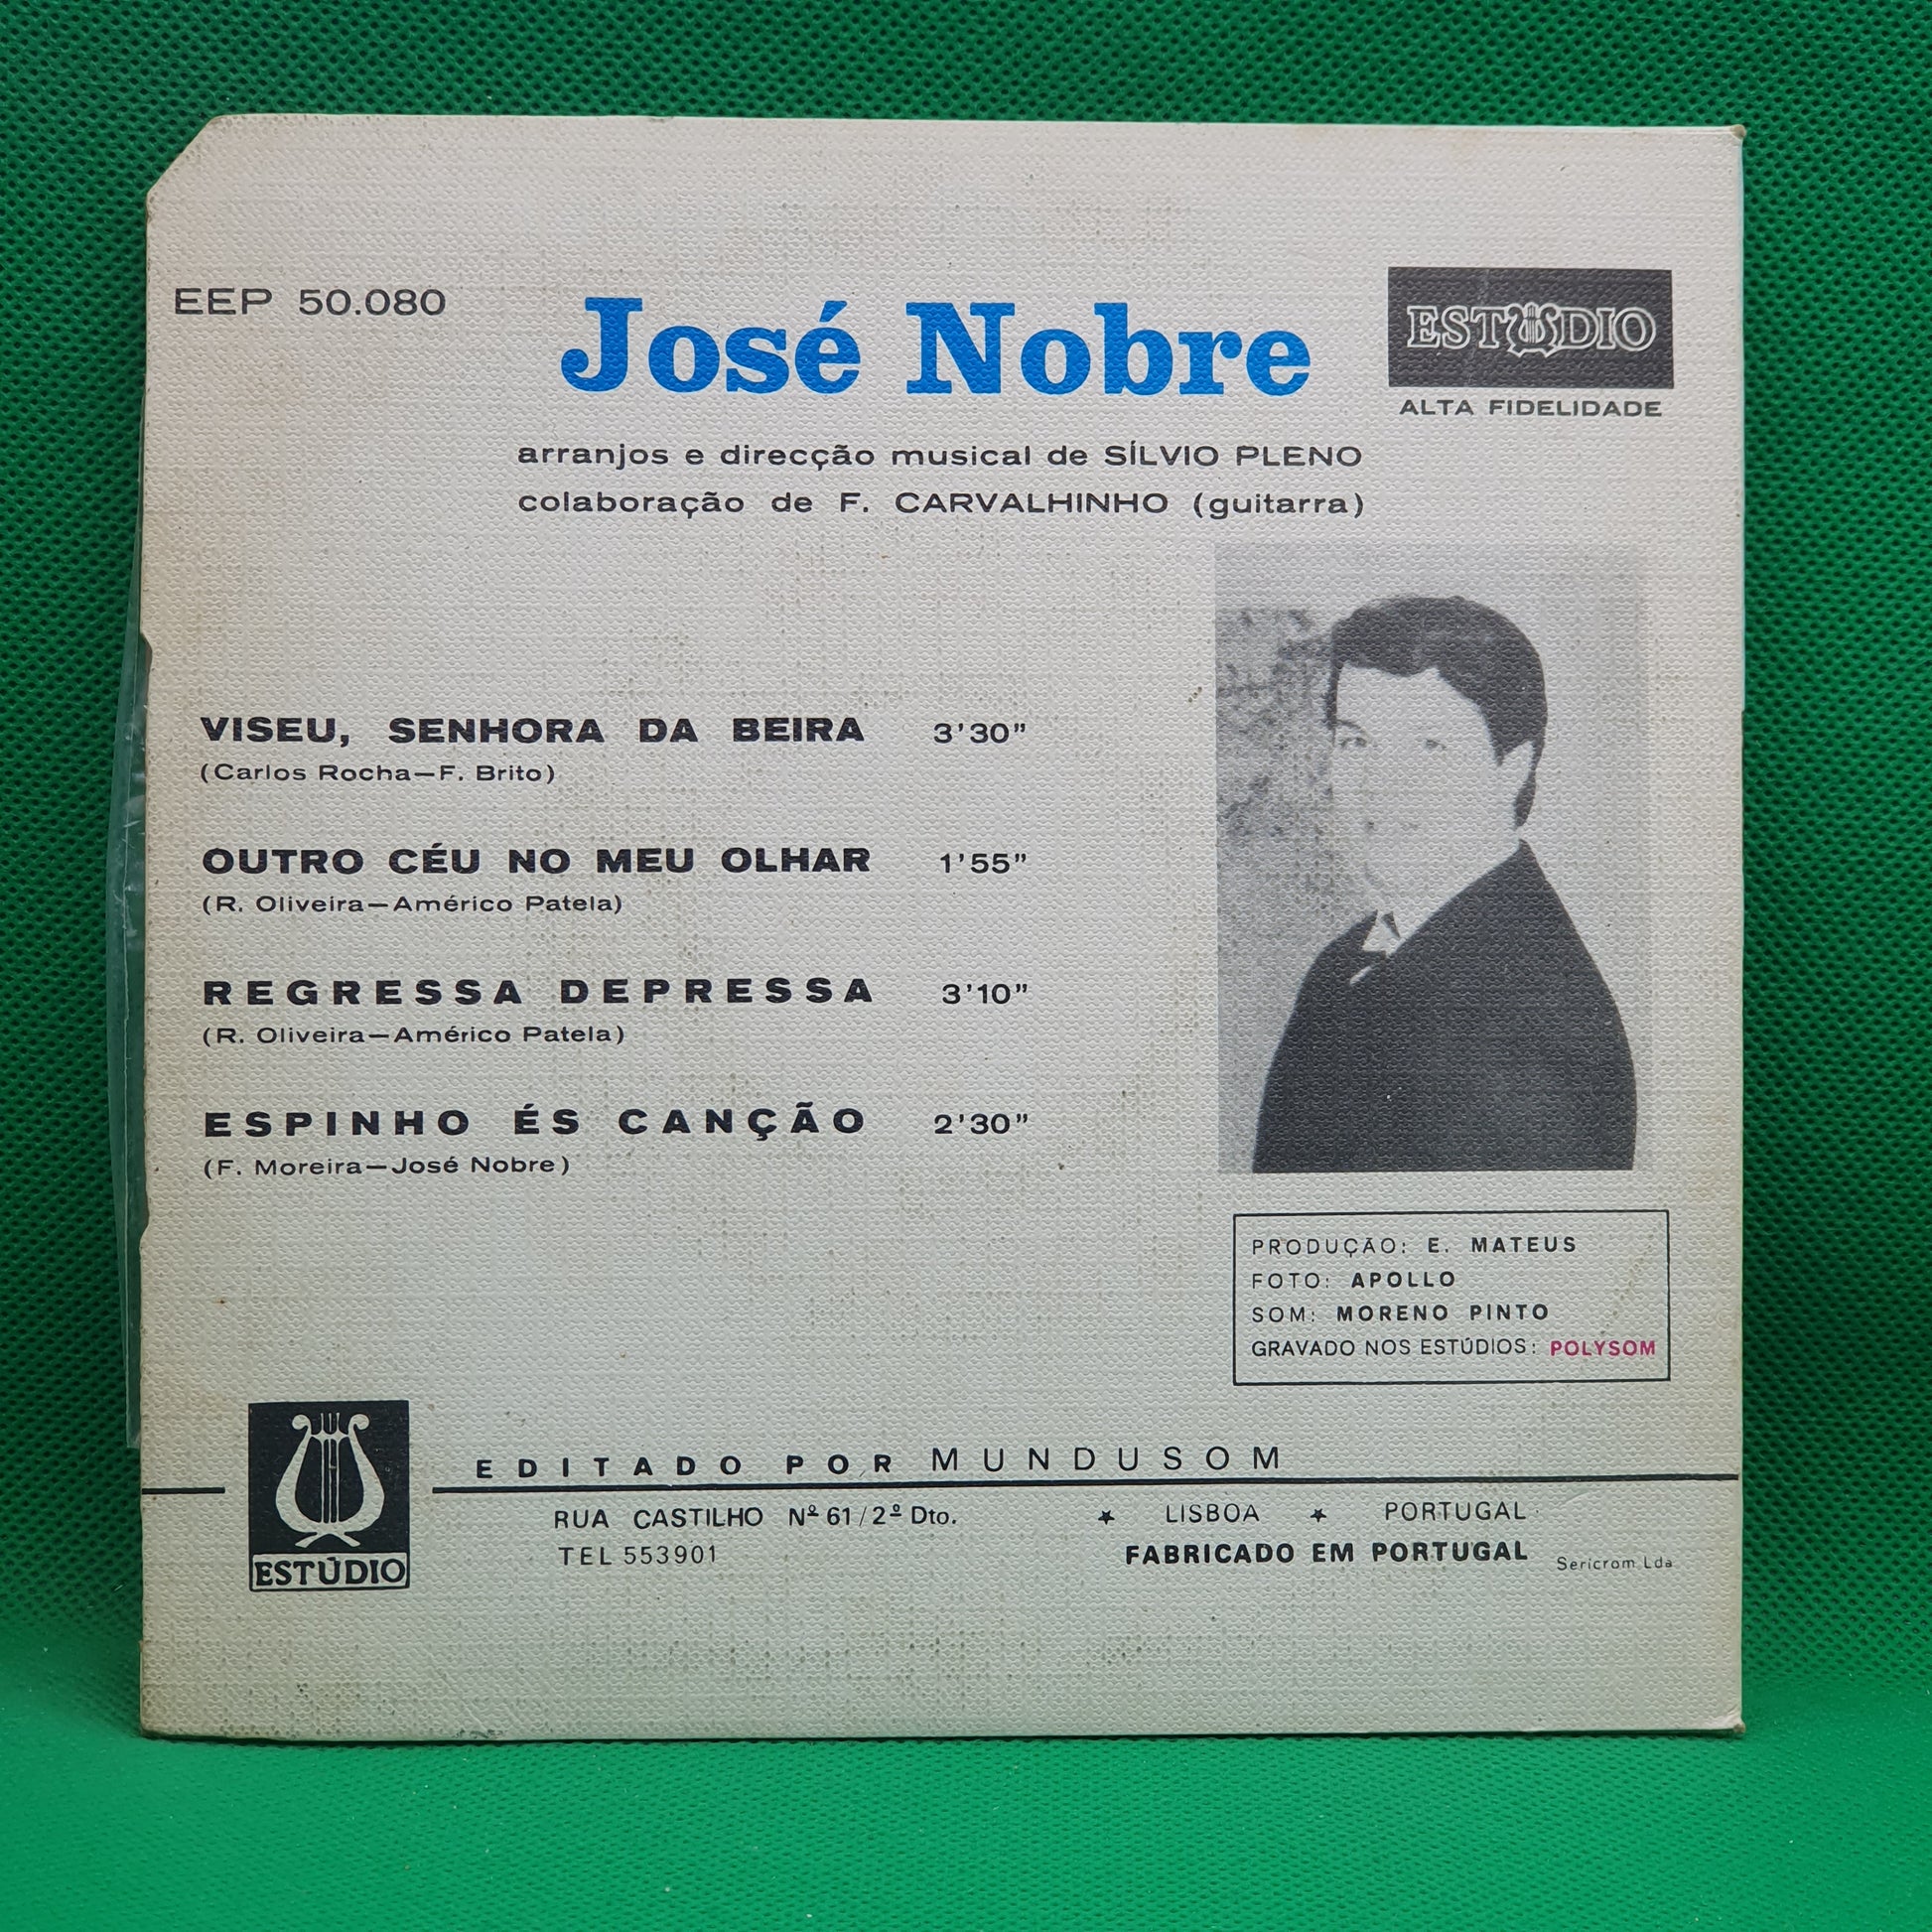 EEP 50.080
José Nobre
ESTÚDIO
ALTA FIDELIDADE
arranjos e direcção musical de SÍLVIO PLENO
colaboração de F. CARVALHINHO (guitarra)
VISEU, SENHORA DA BEIRA 3'30"
(Carlos Rocha—F. Brito)
OUTRO CÉU NO MEU OLHAR 1'55"
(R. Oliveira—Américo Patela)
REGRESSA DEPRESSA 3'10"
(R. Oliveira—Américo Patela)
ESPINHO ÉS CANÇÃO 2'30"
(F. Moreira—José Nobre)
PRODUÇÃO: E. MATEUS
FOTO: APOLLO
SOM: MORENO PINTO
GRAVADO NOS ESTÚDIOS: POLYSOM
EDITADO POR MUNDUSOM
RUA CASTILHO Nº 61/2º Dto. ★ LISBOA ★ PORTUGAL
TEL 553901 FABRICADO EM PORTUGAL Sericrom Lda
ESTÚDIO